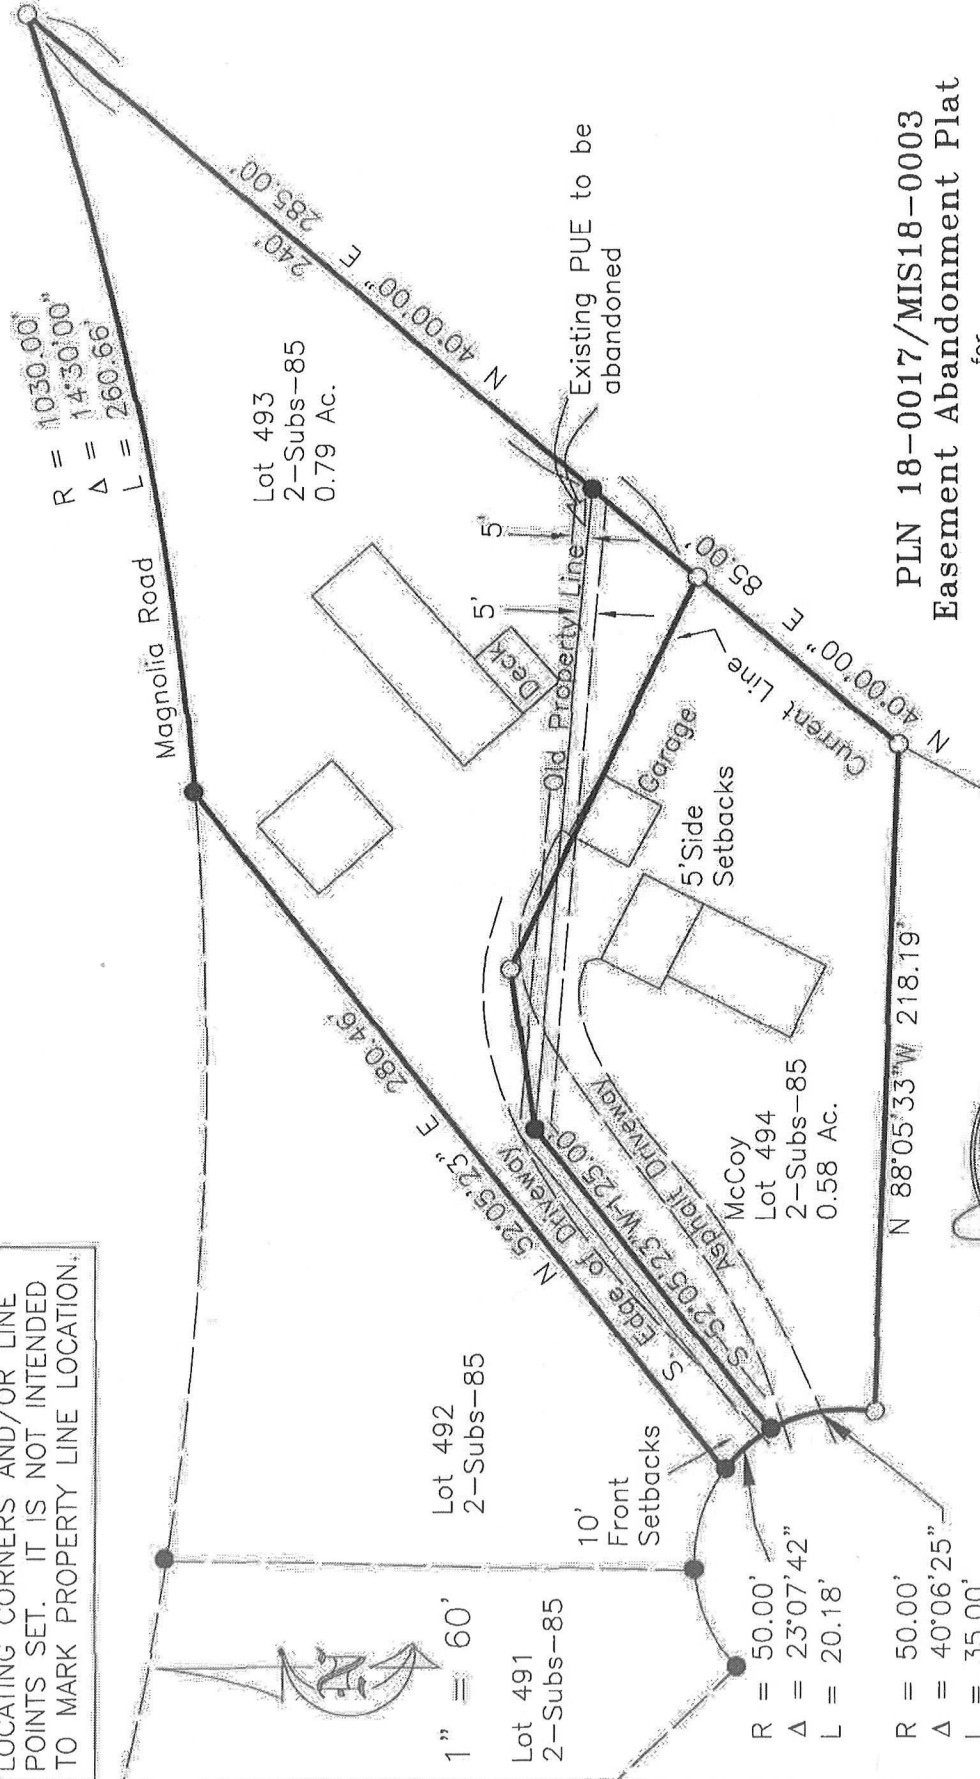 LOCATING CORNERS AND/OR LINE
POINTS SET. IT IS NOT INTENDED
TO MARK PROPERTY LINE LOCATION.
1" = 60'
Lot 491
2-Subs-85
Lot 492
2-Subs-85
10'
Front
Setbacks
R = 50.00'
Δ = 23°07'42"
L = 20.18'
R = 50.00'
Δ = 40°06'25"
L = 35.00'
N 52°05'23" E 280.46'
S. Edge of Driveway
S 52°05'23" W 125.00'
Asphalt Driveway
McCoy
Lot 494
2-Subs-85
0.58 Ac.
N 88°05'33" W 218.19'
Magnolia Road
R = 1030.00'
Δ = 14°30'00"
L = 260.66'
Lot 493
2-Subs-85
0.79 Ac.
Deck
5'
5'
Old Property Line
Garage
5' Side
Setbacks
Current Line
N 40°00'00" E 85.00'
N 40°00'00" E 240' 285.00'
Existing PUE to be
abandoned
PLN 18-0017/MIS18-0003
Easement Abandonment Plat
for